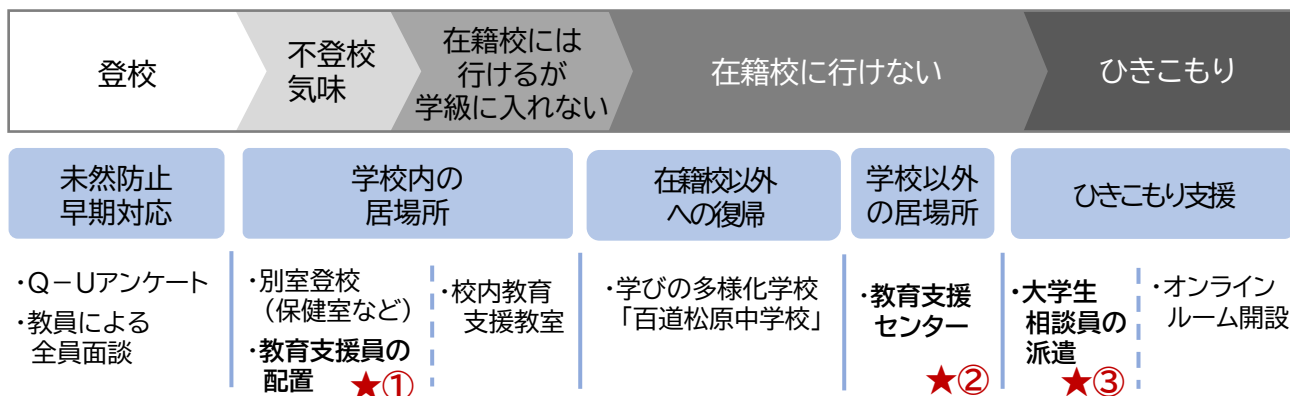 登校
不登校
気味
在籍校には
行けるが
学級に入れない
在籍校に行けない
ひきこもり
未然防止
早期対応
学校内の
居場所
在籍校以外
への復帰
学校以外
の居場所
ひきこもり支援
・Q－Uアンケート
・教員による
全員面談
・別室登校
（保健室など）
・教育支援員の
配置
★①
・校内教育
支援教室
・学びの多様化学校
「百道松原中学校」
・教育支援
センター
★②
・大学生
相談員の
派遣
★③
・オンライン
ルーム開設